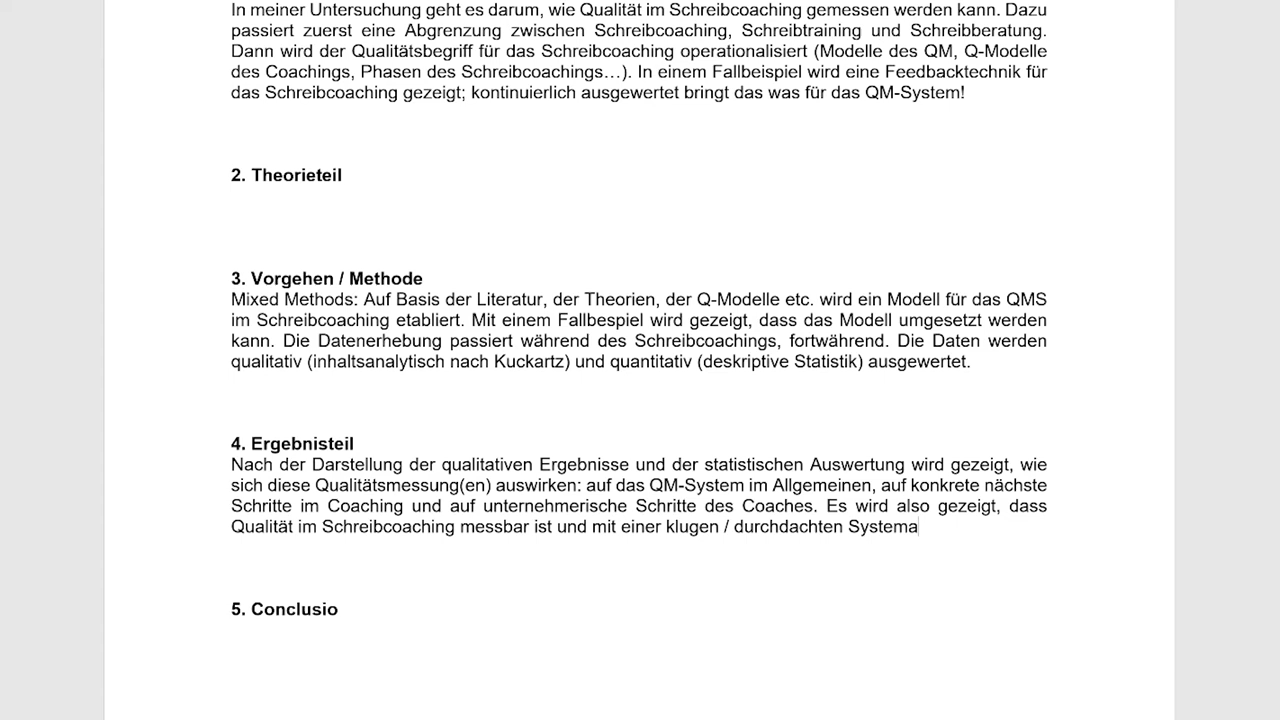 In meiner Untersuchung geht es darum, wie Qualität im Schreibcoaching gemessen werden kann. Dazu
passiert zuerst eine Abgrenzung zwischen Schreibcoaching, Schreibtraining und Schreibberatung.
Dann wird der Qualitätsbegriff für das Schreibcoaching operationalisiert (Modelle des QM, Q-Modelle
des Coachings, Phasen des Schreibcoachings…). In einem Fallbeispiel wird eine Feedbacktechnik für
das Schreibcoaching gezeigt; kontinuierlich ausgewertet bringt das was für das QM-System!
2. Theorieteil
3. Vorgehen / Methode
Mixed Methods: Auf Basis der Literatur, der Theorien, der Q-Modelle etc. wird ein Modell für das QMS
im Schreibcoaching etabliert. Mit einem Fallbespiel wird gezeigt, dass das Modell umgesetzt werden
kann. Die Datenerhebung passiert während des Schreibcoachings, fortwährend. Die Daten werden
qualitativ (inhaltsanalytisch nach Kuckartz) und quantitativ (deskriptive Statistik) ausgewertet.
4. Ergebnisteil
Nach der Darstellung der qualitativen Ergebnisse und der statistischen Auswertung wird gezeigt, wie
sich diese Qualitätsmessung(en) auswirken: auf das QM-System im Allgemeinen, auf konkrete nächste
Schritte im Coaching und auf unternehmerische Schritte des Coaches. Es wird also gezeigt, dass
Qualität im Schreibcoaching messbar ist und mit einer klugen / durchdachten Systema
5. Conclusio